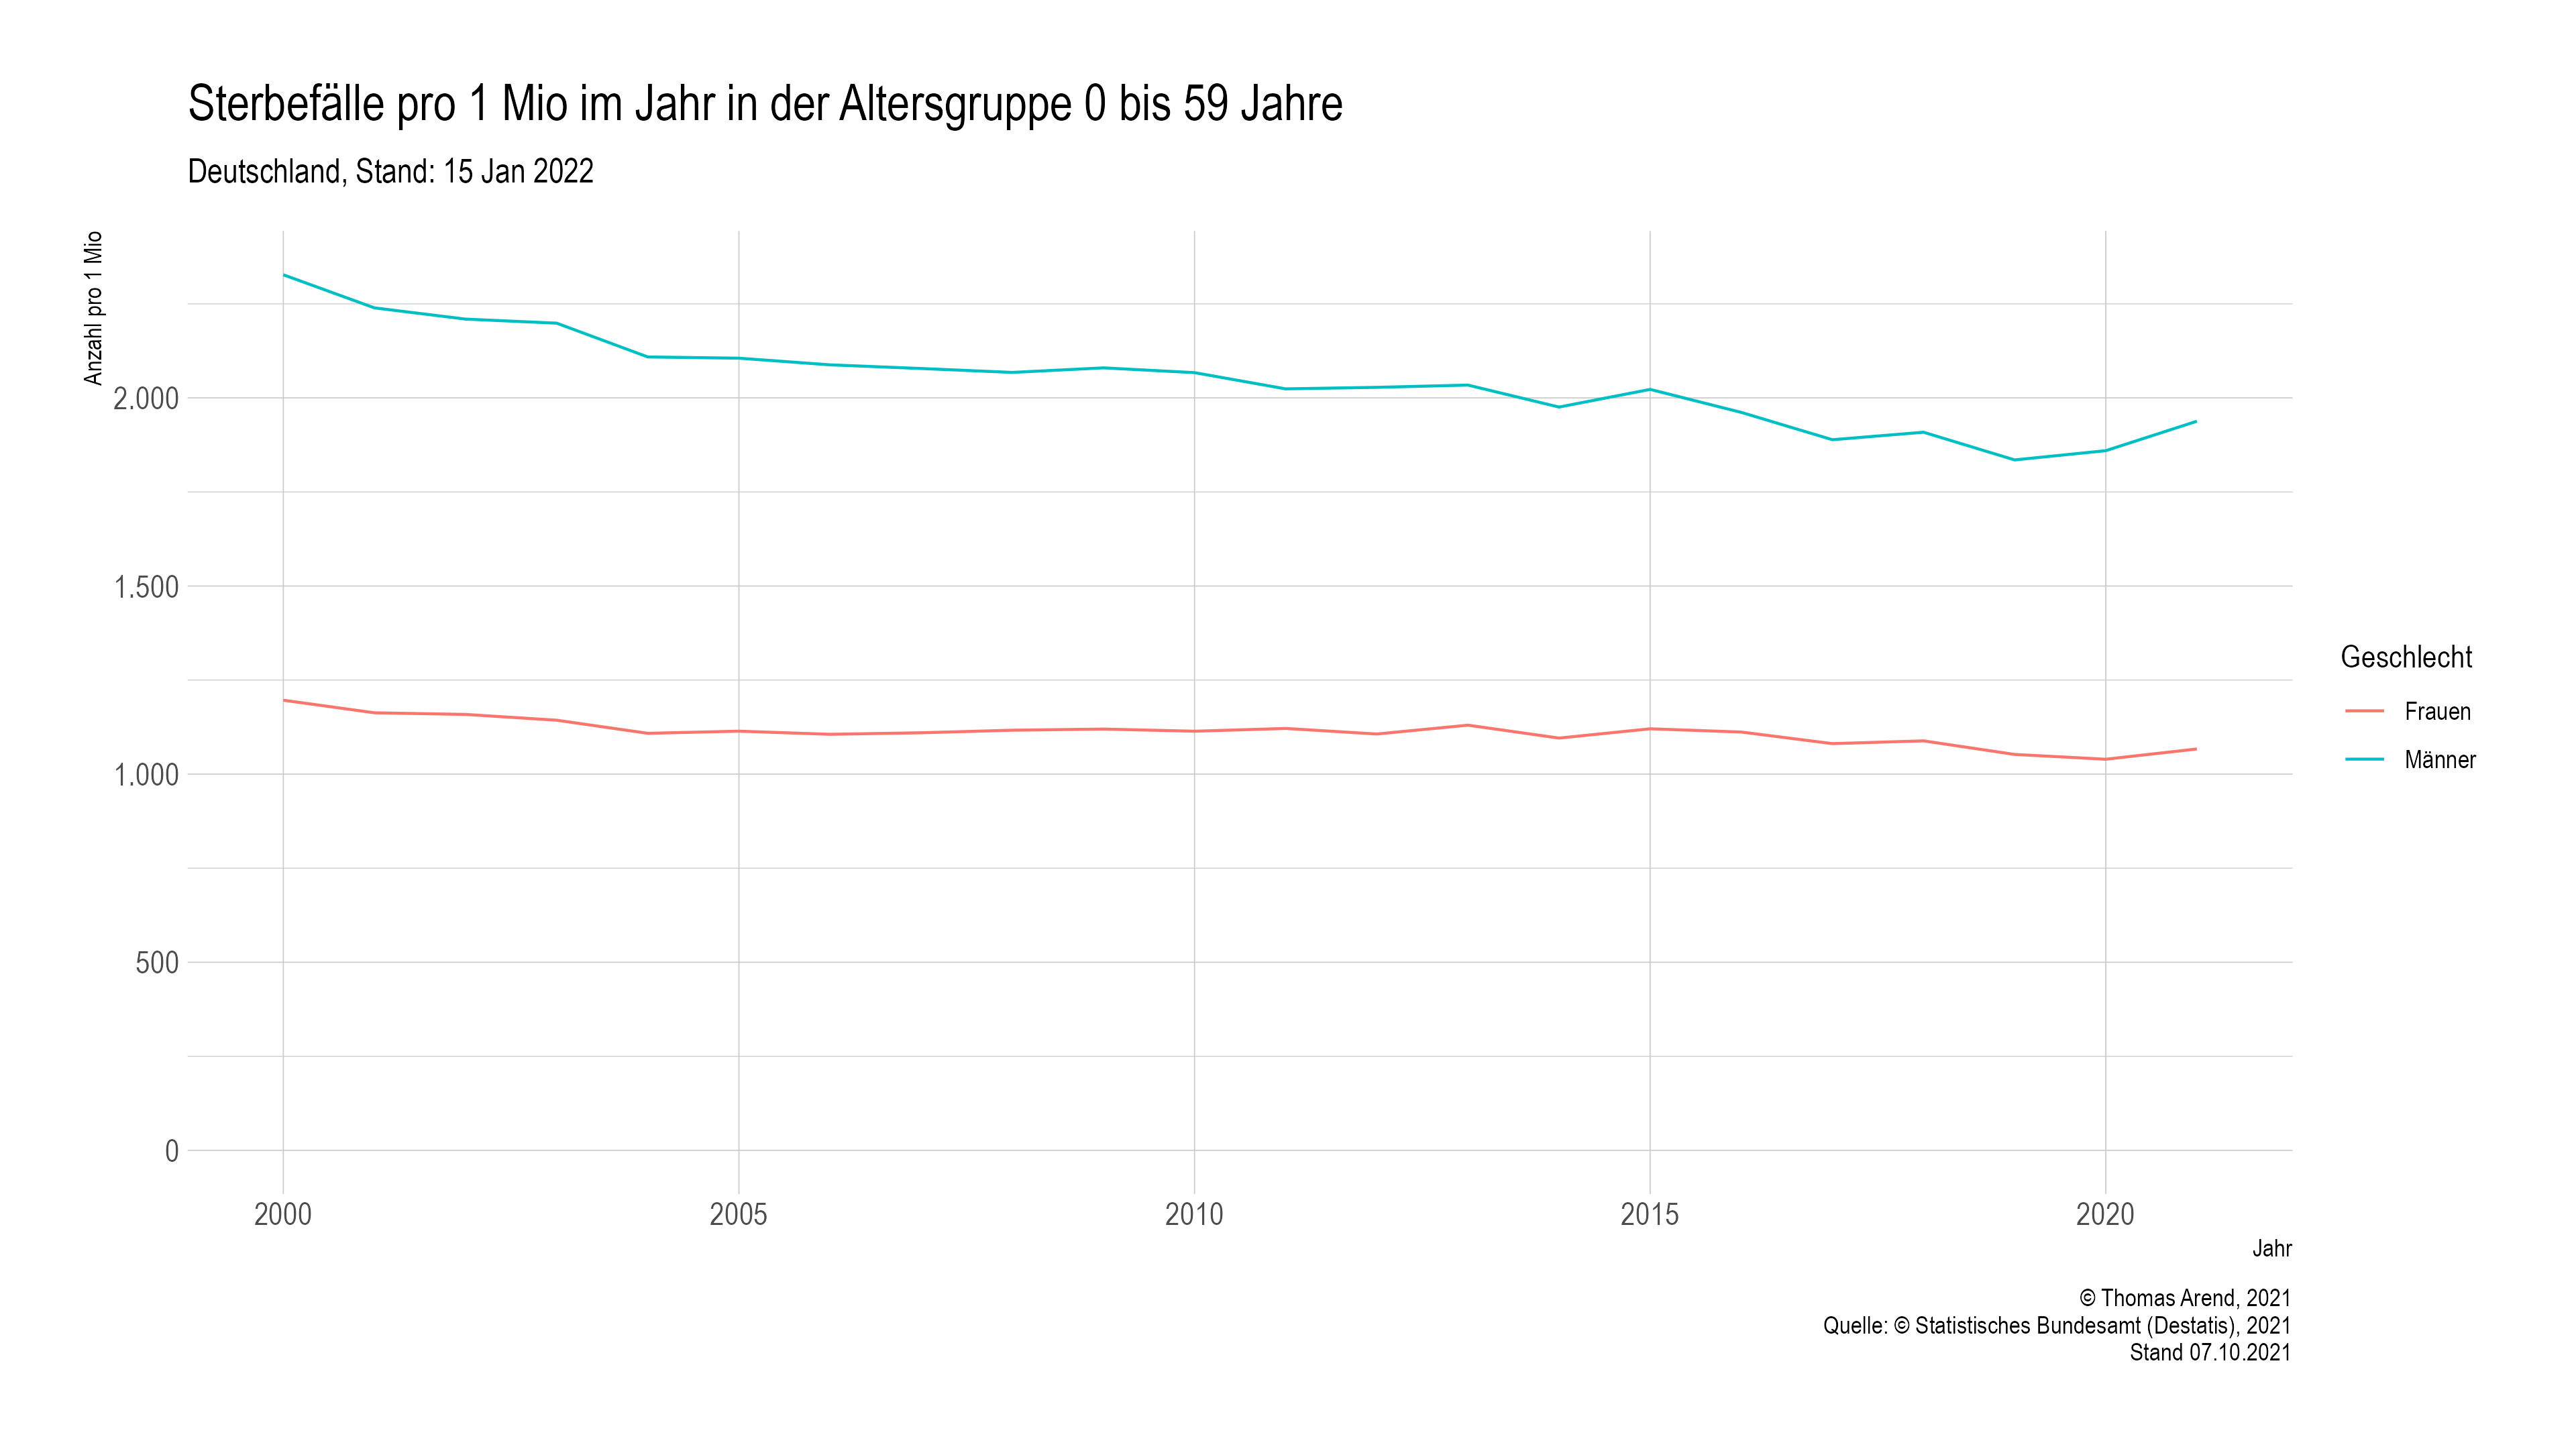 Sterbefälle pro 1 Mio im Jahr in der Altersgruppe 0 bis 59 Jahre
Deutschland, Stand: 15 Jan 2022
Anzahl pro 1 Mio
2.000
1.500
1.000
500
0
2000 2005 2010 2015 2020
Jahr
Geschlecht
Frauen
Männer
© Thomas Arend, 2021
Quelle: © Statistisches Bundesamt (Destatis), 2021
Stand 07.10.2021